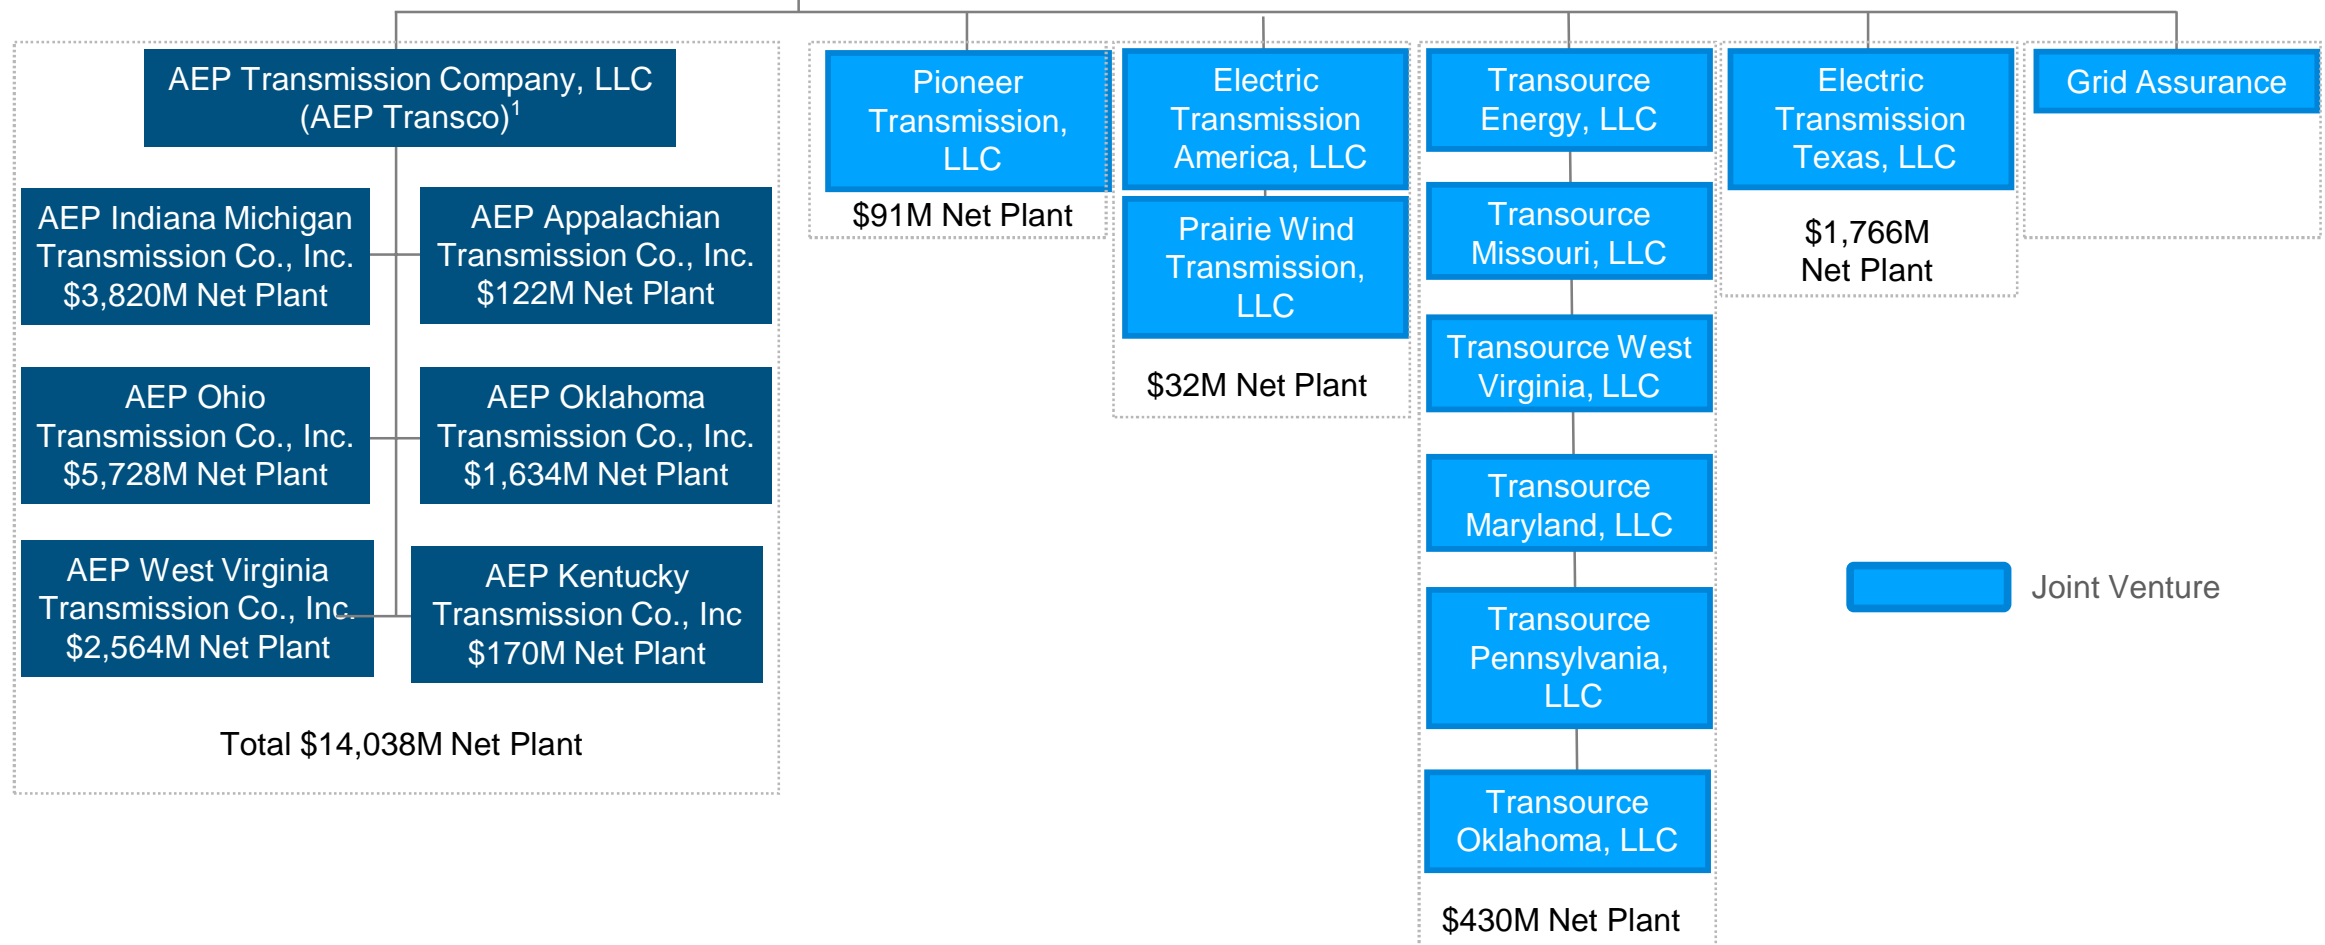 AEP Transmission Company, LLC
(AEP Transco)1
AEP Indiana Michigan
Transmission Co., Inc.
$3,820M Net Plant
AEP Appalachian
Transmission Co., Inc.
$122M Net Plant
AEP Ohio
Transmission Co., Inc.
$5,728M Net Plant
AEP Oklahoma
Transmission Co., Inc.
$1,634M Net Plant
AEP West Virginia
Transmission Co., Inc.
$2,564M Net Plant
AEP Kentucky
Transmission Co., Inc
$170M Net Plant
Total $14,038M Net Plant
Pioneer
Transmission,
LLC
$91M Net Plant
Electric
Transmission
America, LLC
Prairie Wind
Transmission,
LLC
$32M Net Plant
Transource
Energy, LLC
Transource
Missouri, LLC
Transource West
Virginia, LLC
Transource
Maryland, LLC
Transource
Pennsylvania,
LLC
Transource
Oklahoma, LLC
$430M Net Plant
Electric
Transmission
Texas, LLC
$1,766M
Net Plant
Grid Assurance
Joint Venture